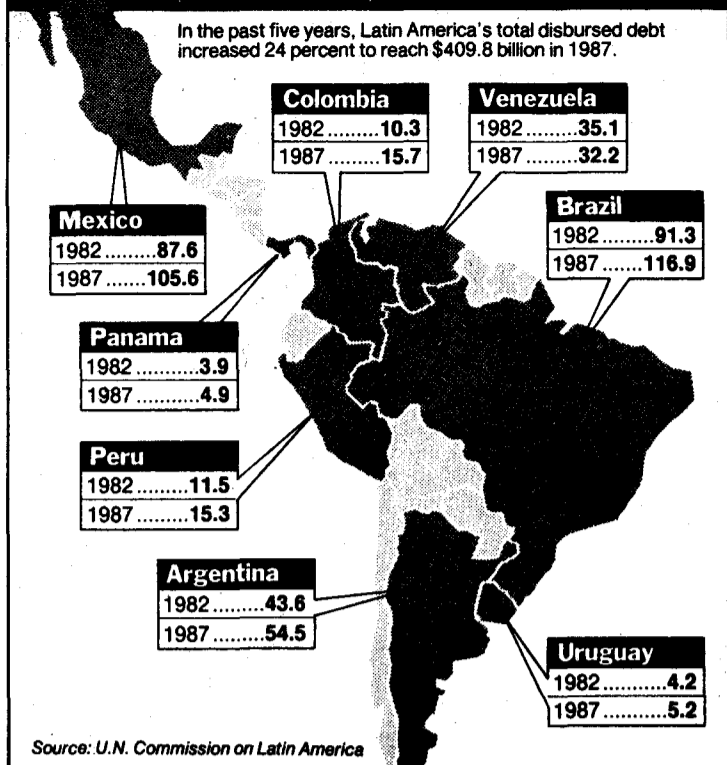 In the past five years, Latin America's total disbursed debt
increased 24 percent to reach $409.8 billion in 1987.
Colombia
1982 .........10.3
1987 .........15.7
Venezuela
1982 .........35.1
1987 .........32.2
Mexico
1982 .........87.6
1987 .......105.6
Brazil
1982 .........91.3
1987 .......116.9
Panama
1982 ...........3.9
1987 ...........4.9
Peru
1982 .........11.5
1987 .........15.3
Argentina
1982 .........43.6
1987 .........54.5
Uruguay
1982 ...........4.2
1987 ...........5.2
Source: U.N. Commission on Latin America